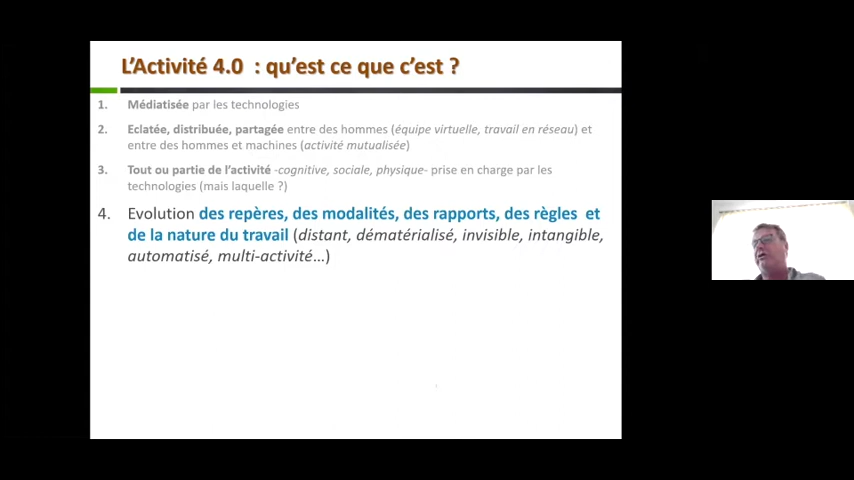 L'Activité 4.0 : qu'est ce que c'est ?
1. Médiatisée par les technologies
2. Eclatée, distribuée, partagée entre des hommes (équipe virtuelle, travail en réseau) et
entre des hommes et machines (activité mutualisée)
3. Tout ou partie de l'activité -cognitive, sociale, physique- prise en charge par les
technologies (mais laquelle ?)
4. Evolution des repères, des modalités, des rapports, des règles et
de la nature du travail (distant, dématérialisé, invisible, intangible,
automatisé, multi-activité…)